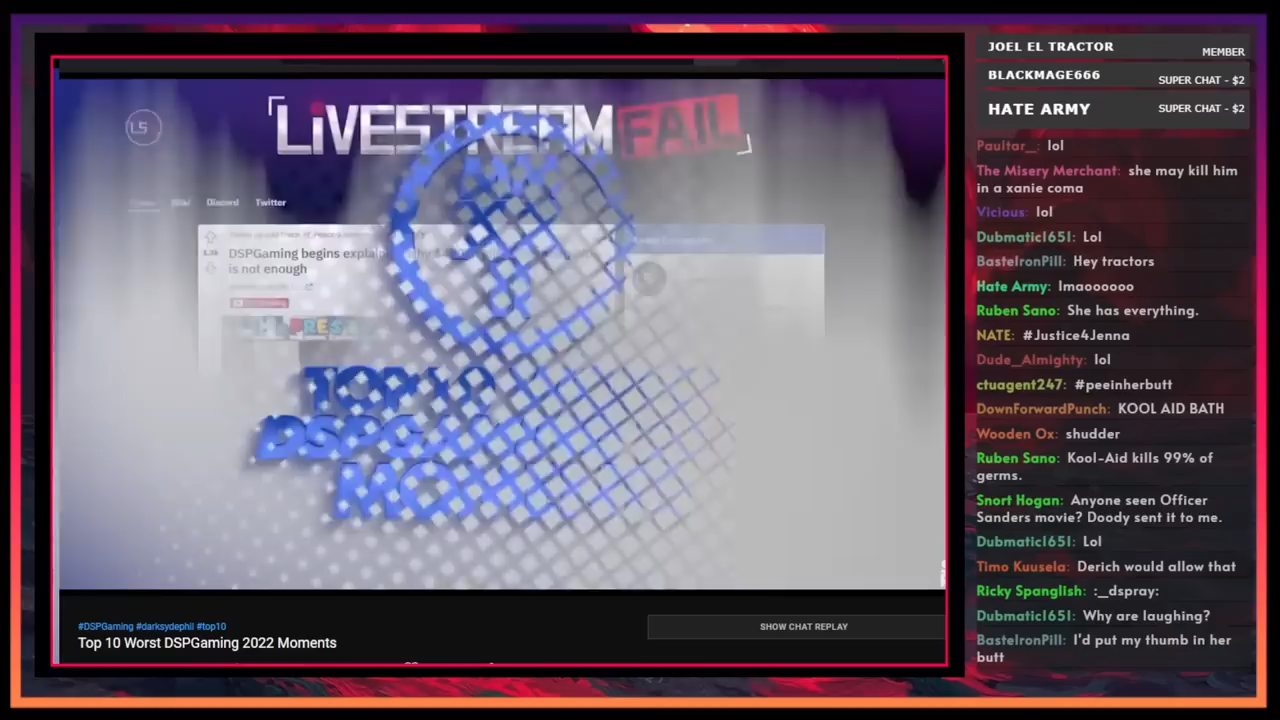 LS
LiVESTREAM FAIL
Discord Twitter
DSPGaming begins
is not enough
TOP 10
#DSPGaming #darksydephil #top10
Top 10 Worst DSPGaming 2022 Moments
SHOW CHAT REPLAY
JOEL EL TRACTOR MEMBER
BLACKMAGE666 SUPER CHAT - $2
HATE ARMY SUPER CHAT - $2
Paultar_: lol
The Misery Merchant: she may kill him
in a xanie coma
Vicious: lol
Dubmatic1651: Lol
BasteIronPill: Hey tractors
Hate Army: lmaoooooo
Ruben Sano: She has everything.
NATE: #Justice4Jenna
Dude_Almighty: lol
ctuagent247: #peeinherbutt
DownForwardPunch: KOOL AID BATH
Wooden Ox: shudder
Ruben Sano: Kool-Aid kills 99% of
germs.
Snort Hogan: Anyone seen Officer
Sanders movie? Doody sent it to me.
Dubmatic1651: Lol
Timo Kuusela: Derich would allow that
Ricky Spanglish: :_dspray:
Dubmatic1651: Why are laughing?
BasteIronPill: I'd put my thumb in her
butt